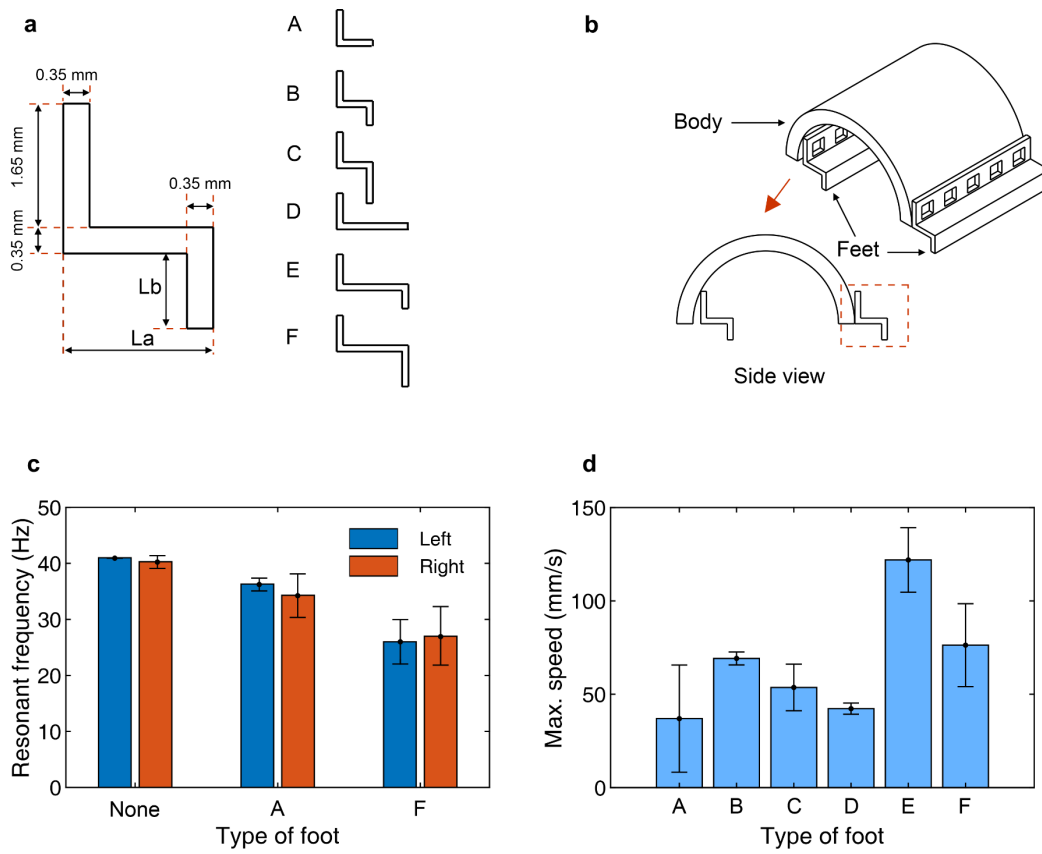 a
0.35 mm
1.65 mm
0.35 mm
0.35 mm
Lb
La
A
B
C
D
E
F
b
Body
Feet
Side view
c
Resonant frequency (Hz)
50
40
30
20
10
0
Left
Right
None
A
F
Type of foot
d
Max. speed (mm/s)
150
100
50
0
A
B
C
D
E
F
Type of foot